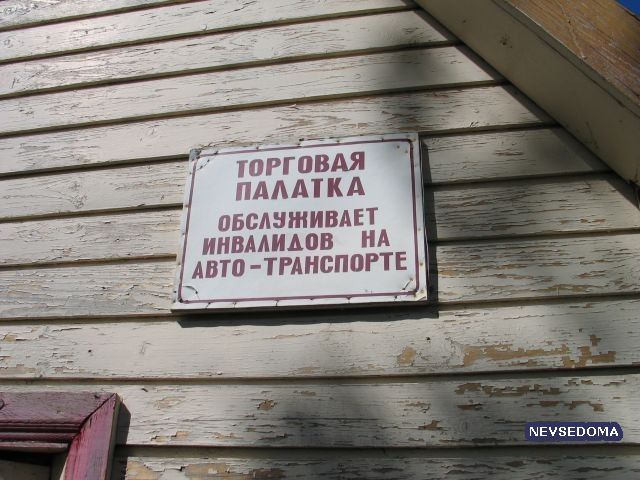 ТОРГОВАЯ
ПАЛАТКА
ОБСЛУЖИВАЕТ
ИНВАЛИДОВ НА
АВТО-ТРАНСПОРТЕ
NEVSEDOMA